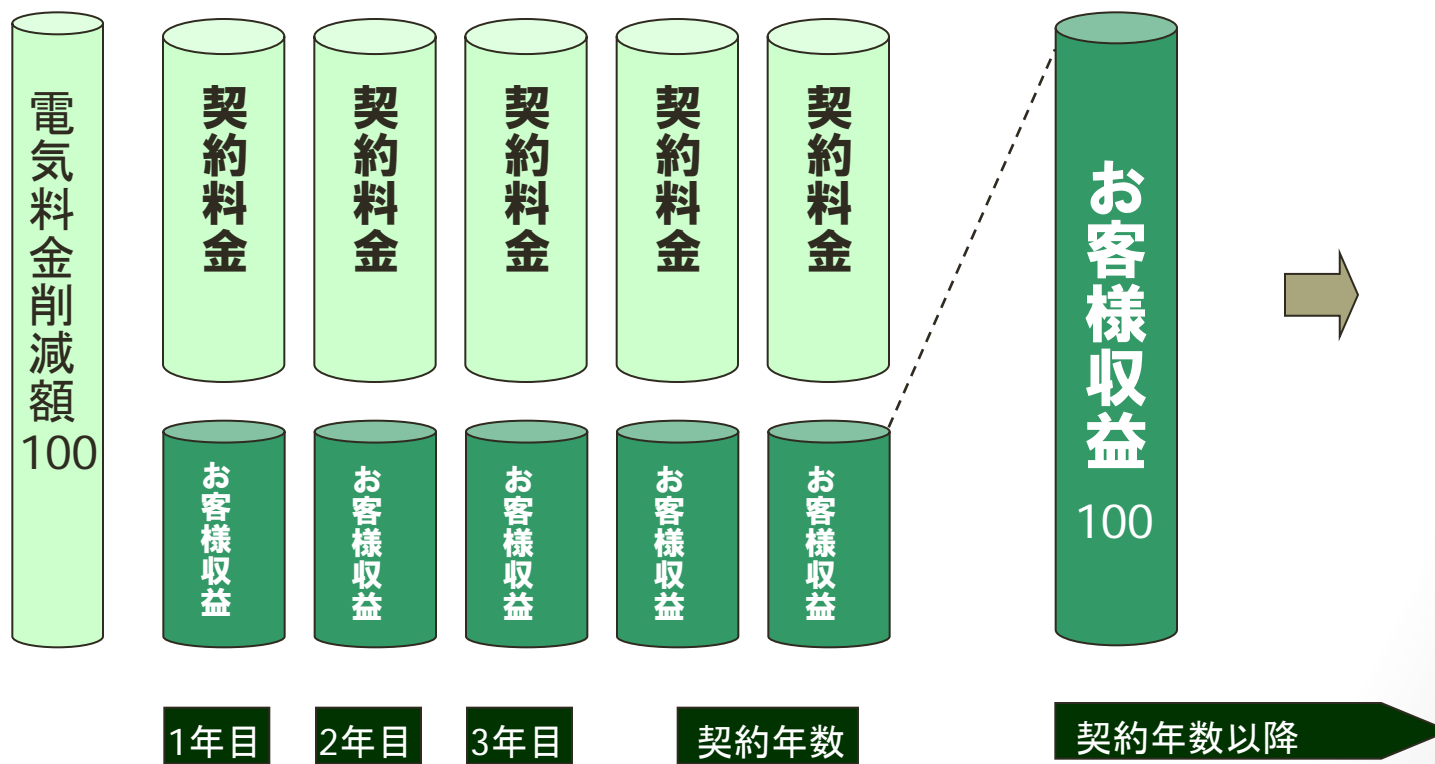 電気料金削減額
100
契約料金
契約料金
契約料金
契約料金
契約料金
お客様収益
お客様収益
お客様収益
お客様収益
お客様収益
お客様収益
100
1年目
2年目
3年目
契約年数
契約年数以降